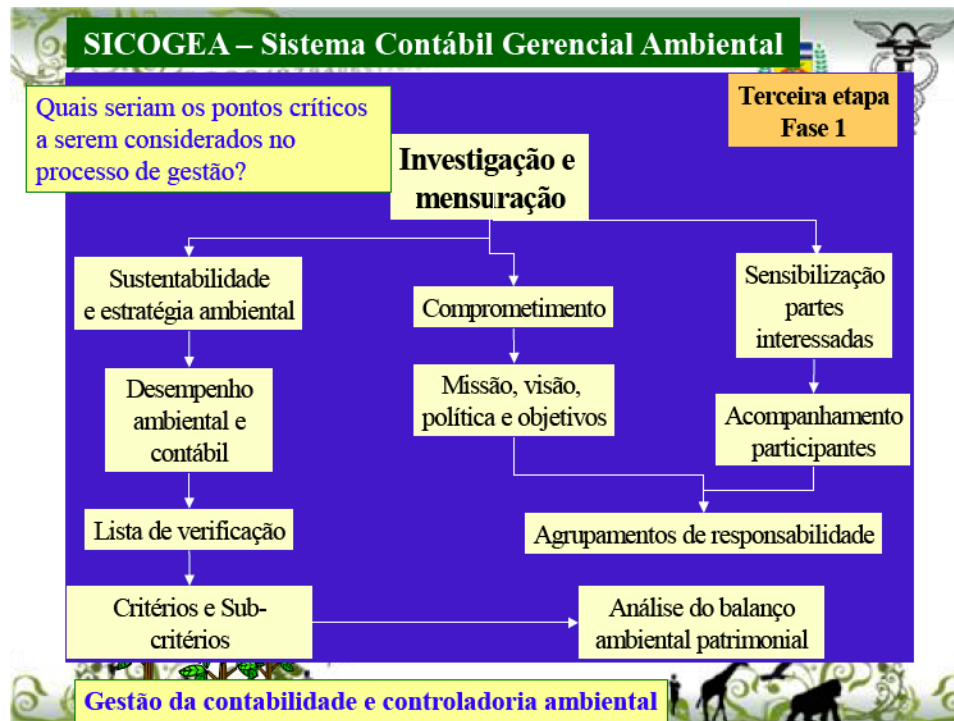 SICOGEA – Sistema Contábil Gerencial Ambiental
Quais seriam os pontos críticos
a serem considerados no
processo de gestão?
Terceira etapa
Fase 1
Investigação e
mensuração
Sustentabilidade
e estratégia ambiental
Comprometimento
Sensibilização
partes
interessadas
Desempenho
ambiental e
contábil
Missão, visão,
política e objetivos
Acompanhamento
participantes
Lista de verificação
Agrupamentos de responsabilidade
Critérios e Sub-
critérios
Análise do balanço
ambiental patrimonial
Gestão da contabilidade e controladoria ambiental